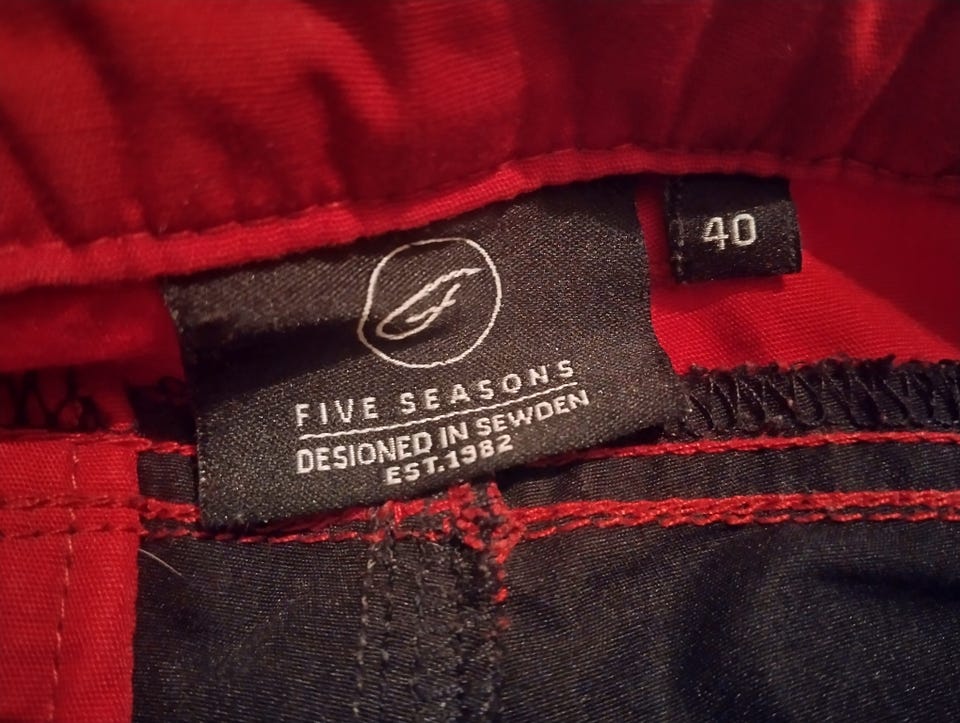 40
FIVE SEASONS
DESIONED IN SEWDEN
EST.1982